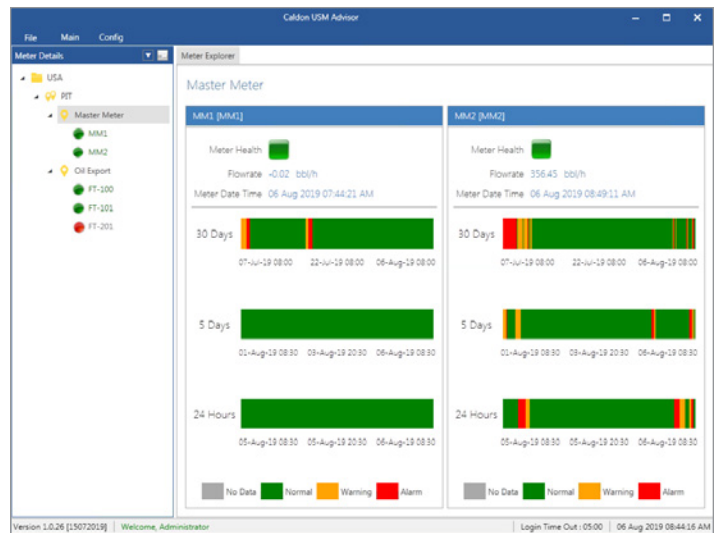 Caldon USM Advisor
File Main Config
Meter Details
USA
PIT
Master Meter
MM1
MM2
Oil Export
FT-100
FT-101
FT-201
Meter Explorer
Master Meter
MM1 [MM1]
Meter Health
Flowrate -0.02 bbl/h
Meter Date Time 06 Aug 2019 07:44:21 AM
30 Days
07-Jul-19 08:00 22-Jul-19 08:00 06-Aug-19 08:00
5 Days
01-Aug-19 08:30 03-Aug-19 20:30 06-Aug-19 08:30
24 Hours
05-Aug-19 08:30 05-Aug-19 20:30 06-Aug-19 08:30
No Data Normal Warning Alarm
MM2 [MM2]
Meter Health
Flowrate 356.45 bbl/h
Meter Date Time 06 Aug 2019 08:49:11 AM
30 Days
07-Jul-19 08:00 22-Jul-19 08:00 06-Aug-19 08:00
5 Days
01-Aug-19 08:30 03-Aug-19 20:30 06-Aug-19 08:30
24 Hours
05-Aug-19 08:30 05-Aug-19 20:30 06-Aug-19 08:30
No Data Normal Warning Alarm
Version 1.0.26 [15072019] Welcome, Administrator Login Time Out : 05:00 06 Aug 2019 08:44:16 AM